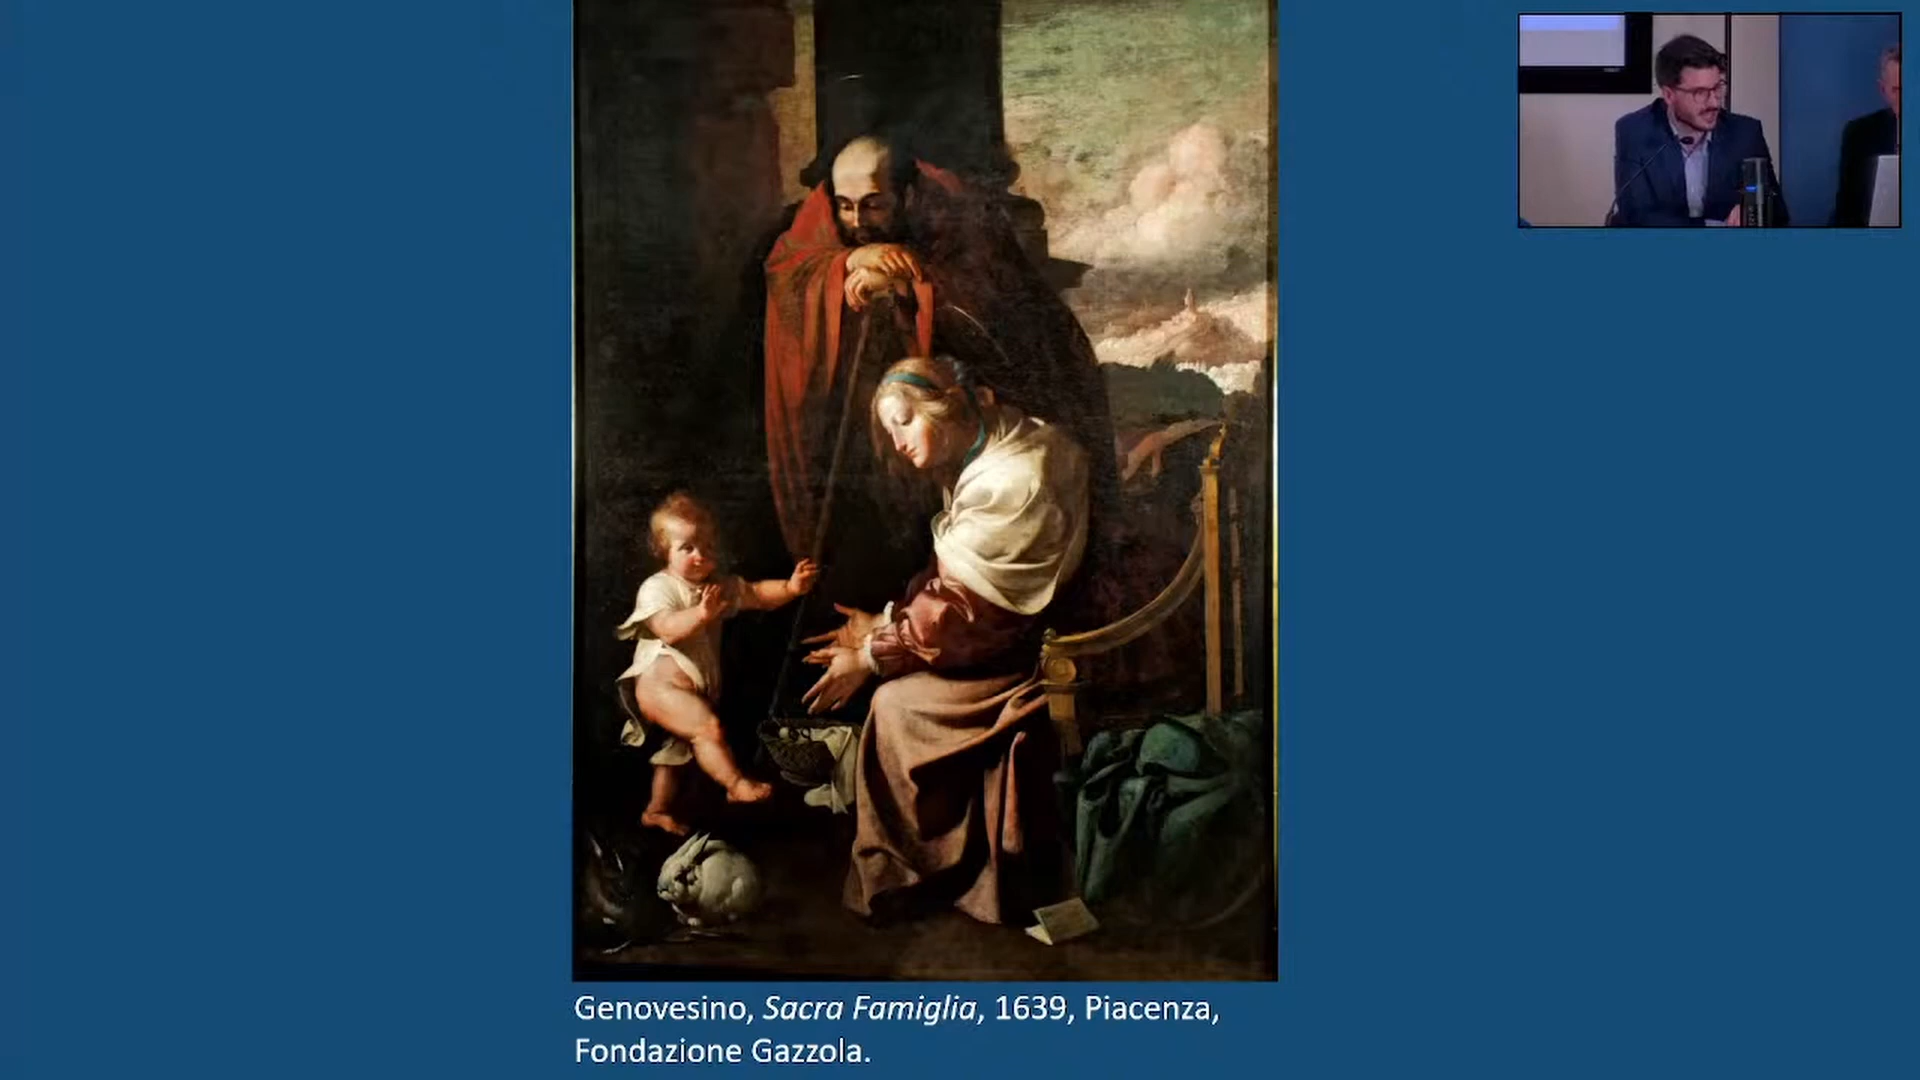 Genovesino, Sacra Famiglia, 1639, Piacenza,
Fondazione Gazzola.